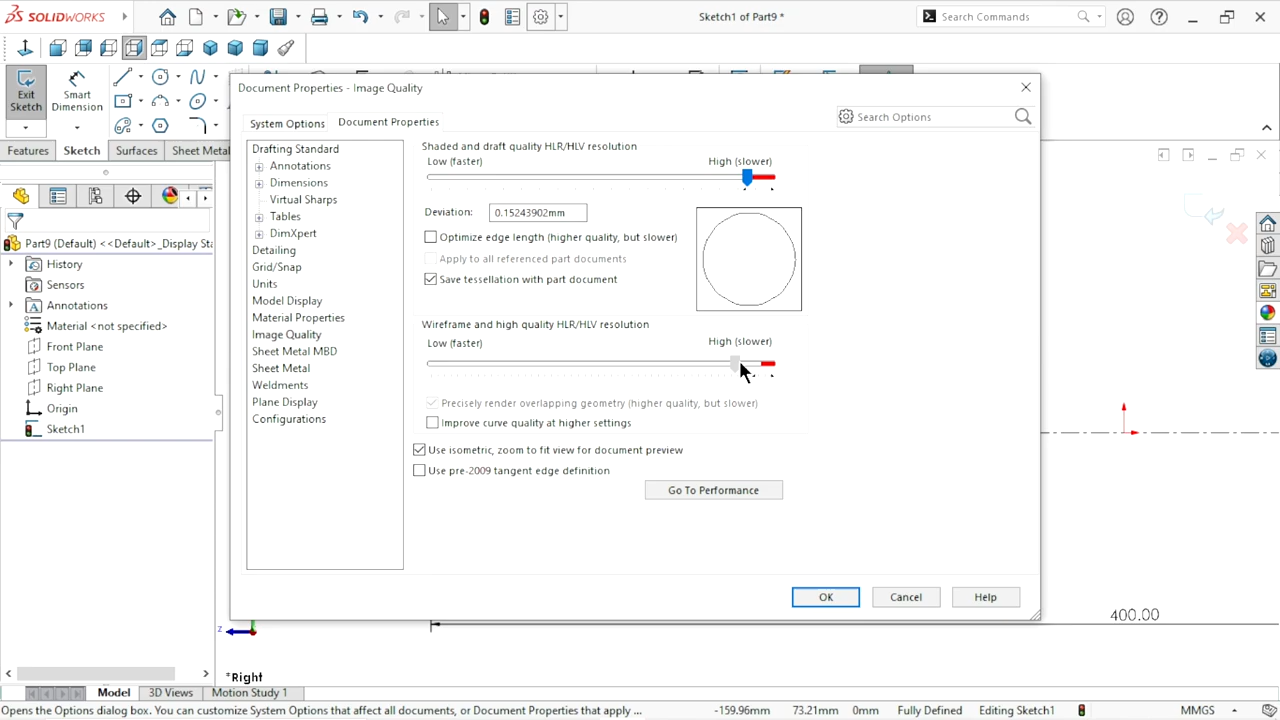 SOLIDWORKS
Sketch1 of Part9 *
Search Commands
Exit Sketch
Smart Dimension
Features
Sketch
Surfaces
Sheet Metal
Document Properties - Image Quality
System Options
Document Properties
Search Options
Drafting Standard
Annotations
Dimensions
Virtual Sharps
Tables
DimXpert
Detailing
Grid/Snap
Units
Model Display
Material Properties
Image Quality
Sheet Metal MBD
Sheet Metal
Weldments
Plane Display
Configurations
Shaded and draft quality HLR/HLV resolution
Low (faster)
High (slower)
Deviation:
0.15243902mm
Optimize edge length (higher quality, but slower)
Apply to all referenced part documents
Save tessellation with part document
Wireframe and high quality HLR/HLV resolution
Low (faster)
High (slower)
Precisely render overlapping geometry (higher quality, but slower)
Improve curve quality at higher settings
Use isometric, zoom to fit view for document preview
Use pre-2009 tangent edge definition
Go To Performance
OK
Cancel
Help
Part9 (Default) <<Default>_Display Sta
History
Sensors
Annotations
Material <not specified>
Front Plane
Top Plane
Right Plane
Origin
Sketch1
400.00
z
*Right
Model
3D Views
Motion Study 1
Opens the Options dialog box. You can customize System Options that affect all documents, or Document Properties that apply ...
-159.96mm
73.21mm
0mm
Fully Defined
Editing Sketch1
MMGS